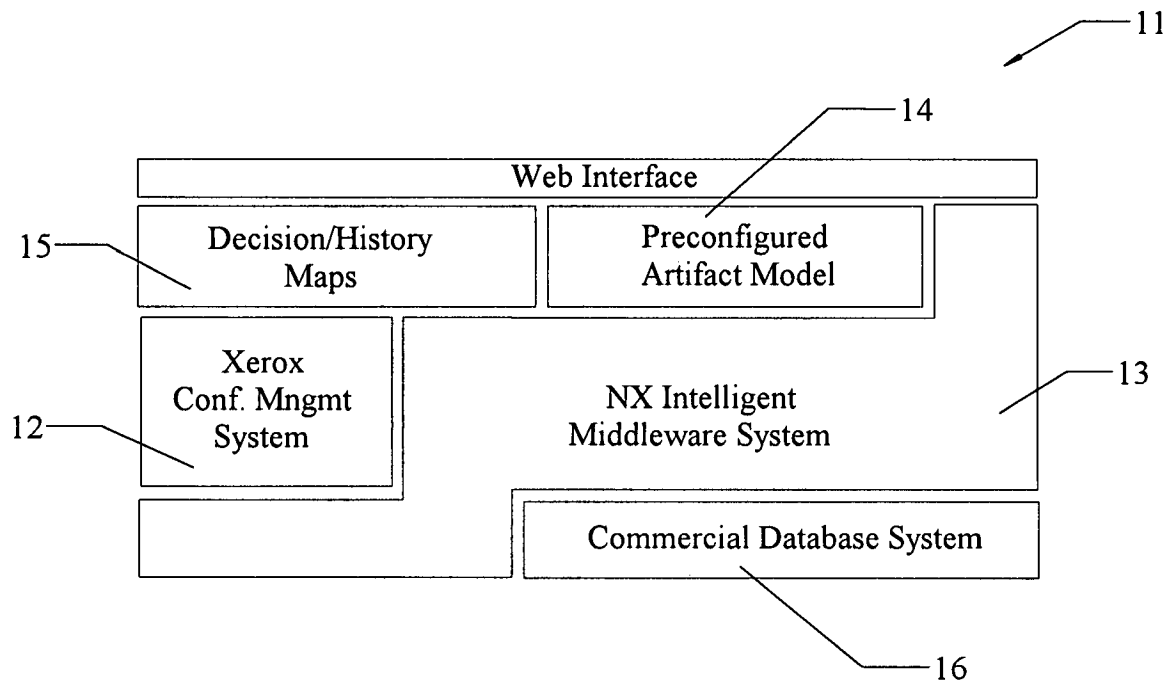 11
14
Web Interface
15
Decision/History
Maps
Preconfigured
Artifact Model
12
Xerox
Conf. Mngmt
System
NX Intelligent
Middleware System
13
Commercial Database System
16